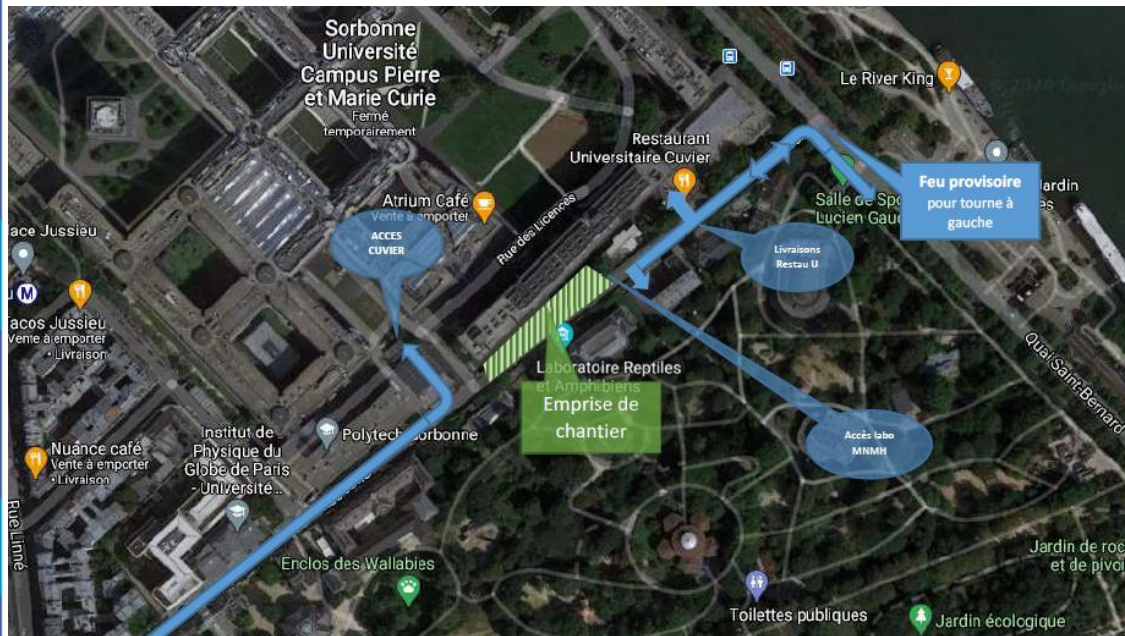 Sorbonne
Université
Campus Pierre
et Marie Curie
Fermé
temporairement
Le River King
Restaurant
Universitaire Cuvier
Feu provisoire
pour tourne à
gauche
Jardin
Salle de Spo
Lucien Gau
Atrium Café
Vente à emporter
ACCES
CUVIER
Rue des Licences
Livraisons
Restau U
ace Jussieu
M
acos Jussieu
Vente à emporter
• Livraison
Laboratoire Reptiles
et Amphibiens
Emprise de
chantier
Quai Saint-Bernard
Accès labo
MNMH
Polytech Sorbonne
Institut de
Physique du
Globe de Paris
- Université...
Nuance café
Vente à emporter
• Livraison
Rue Linné
Enclos des Wallabies
Toilettes publiques
Jardin de roc
et de pivoi
Jardin écologique